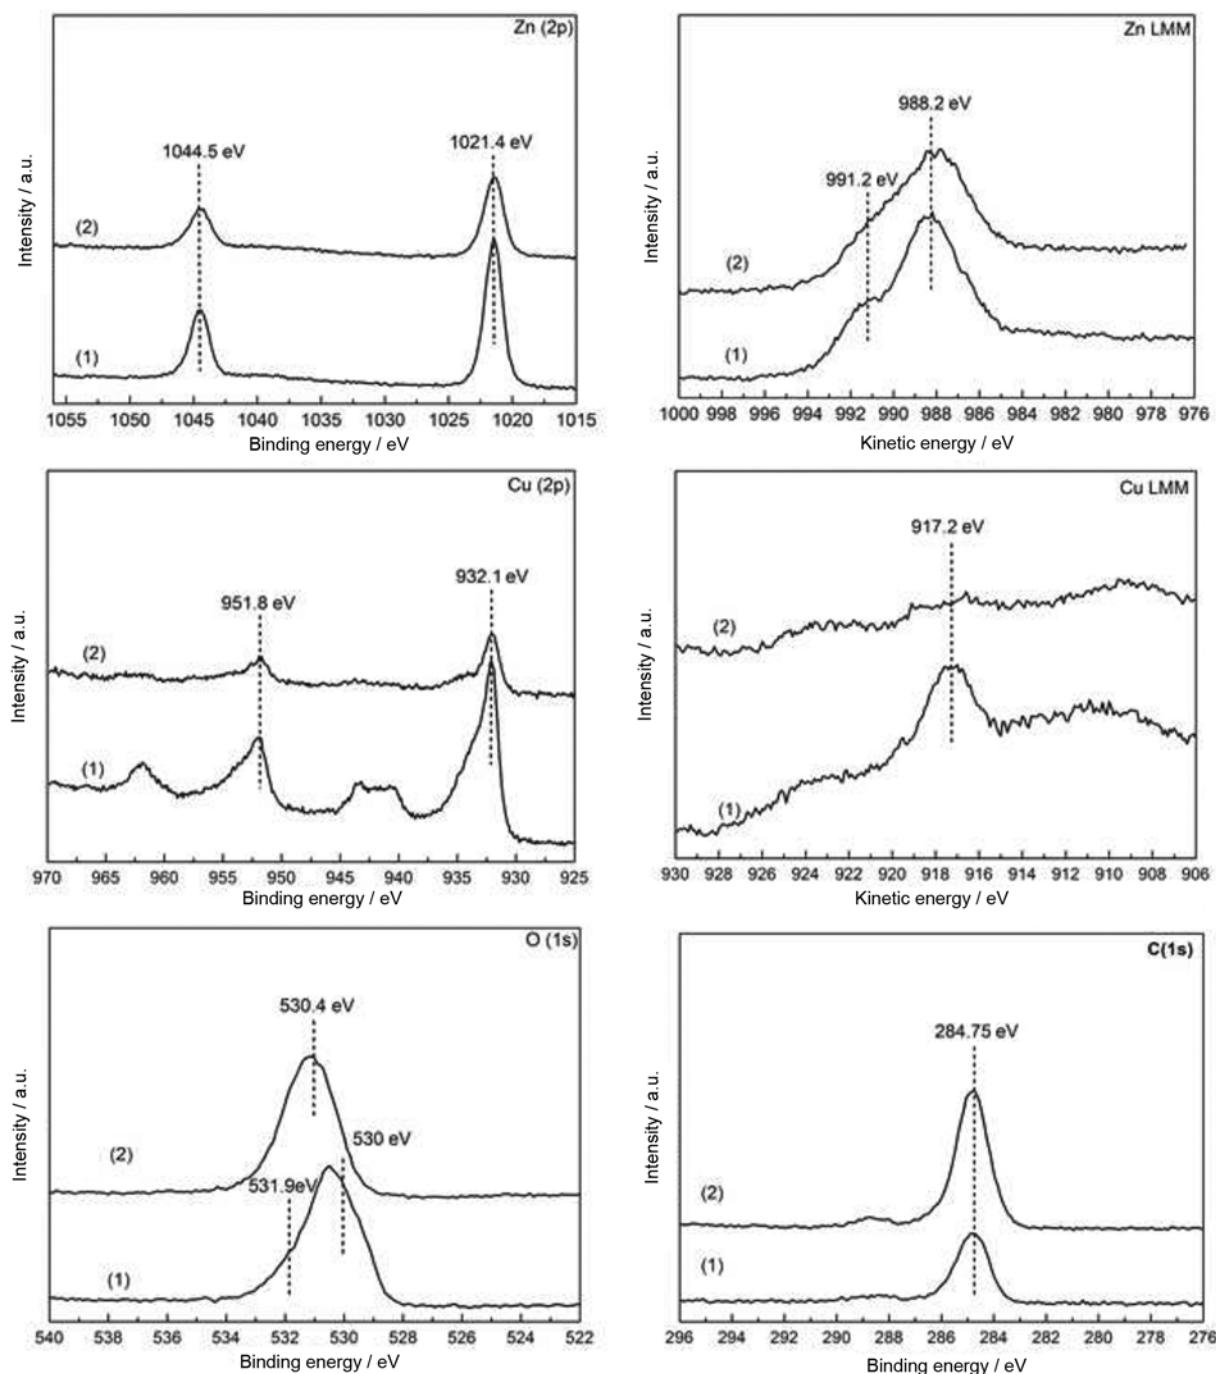 Zn (2p)
1044.5 eV
1021.4 eV
(2)
(1)
Intensity / a.u.
1055 1050 1045 1040 1035 1030 1025 1020 1015
Binding energy / eV
Zn LMM
988.2 eV
991.2 eV
(2)
(1)
Intensity / a.u.
1000 998 996 994 992 990 988 986 984 982 980 978 976
Kinetic energy / eV
Cu (2p)
932.1 eV
951.8 eV
(2)
(1)
Intensity / a.u.
970 965 960 955 950 945 940 935 930 925
Binding energy / eV
Cu LMM
917.2 eV
(2)
(1)
Intensity / a.u.
930 928 926 924 922 920 918 916 914 912 910 908 906
Kinetic energy / eV
O (1s)
530.4 eV
(2)
530 eV
531.9eV
(1)
Intensity / a.u.
540 538 536 534 532 530 528 526 524 522
Binding energy / eV
C(1s)
284.75 eV
(2)
(1)
Intensity / a.u.
296 294 292 290 288 286 284 282 280 278 276
Binding energy / eV